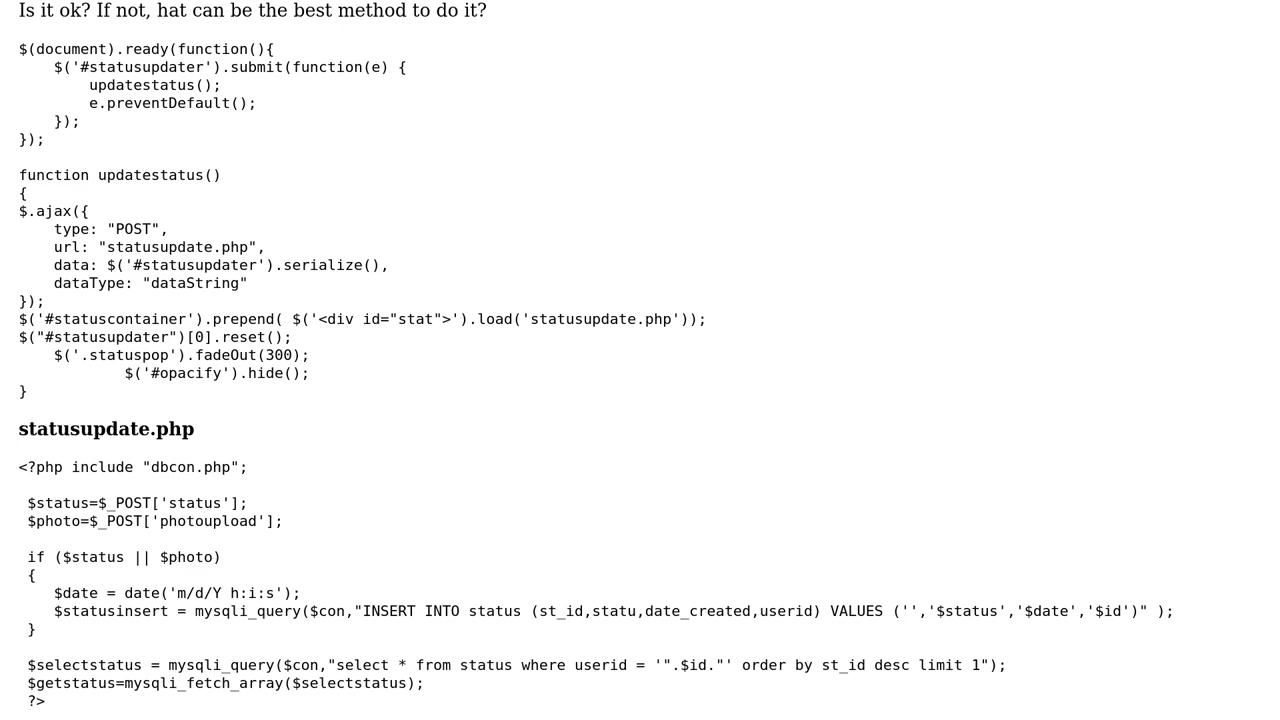 Is it ok? If not, hat can be the best method to do it?
$(document).ready(function(){
    $('#statusupdater').submit(function(e) {
        updatestatus();
        e.preventDefault();
    });
});
function updatestatus()
{
$.ajax({
    type: "POST",
    url: "statusupdate.php",
    data: $('#statusupdater').serialize(),
    dataType: "dataString"
});
$('#statuscontainer').prepend( $('<div id="stat">').load('statusupdate.php'));
$("#statusupdater")[0].reset();
    $('.statuspop').fadeOut(300);
            $('#opacify').hide();
}
statusupdate.php
<?php include "dbcon.php";
 $status=$_POST['status'];
 $photo=$_POST['photoupload'];
 if ($status || $photo)
 {
    $date = date('m/d/Y h:i:s');
    $statusinsert = mysqli_query($con,"INSERT INTO status (st_id,statu,date_created,userid) VALUES ('','$status','$date','$id')" );
 }
 $selectstatus = mysqli_query($con,"select * from status where userid = '".$id."' order by st_id desc limit 1");
 $getstatus=mysqli_fetch_array($selectstatus);
 ?>